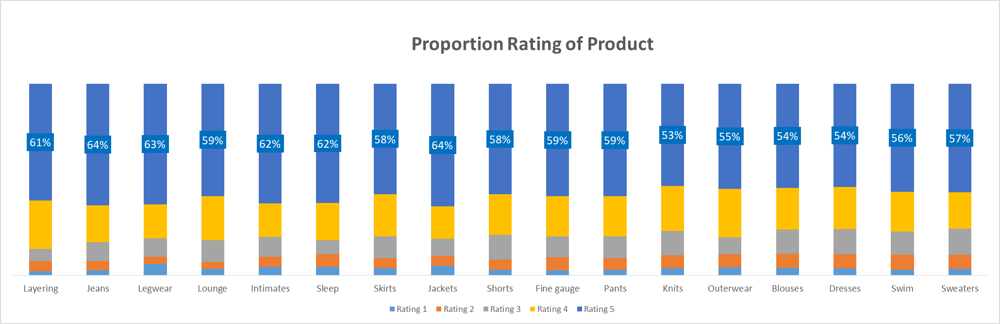 Proportion Rating of Product
61% 64% 63% 59% 62% 62% 58% 64% 58% 59% 59% 53% 55% 54% 54% 56% 57%
Layering Jeans Legwear Lounge Intimates Sleep Skirts Jackets Shorts Fine gauge Pants Knits Outerwear Blouses Dresses Swim Sweaters
Rating 1 Rating 2 Rating 3 Rating 4 Rating 5